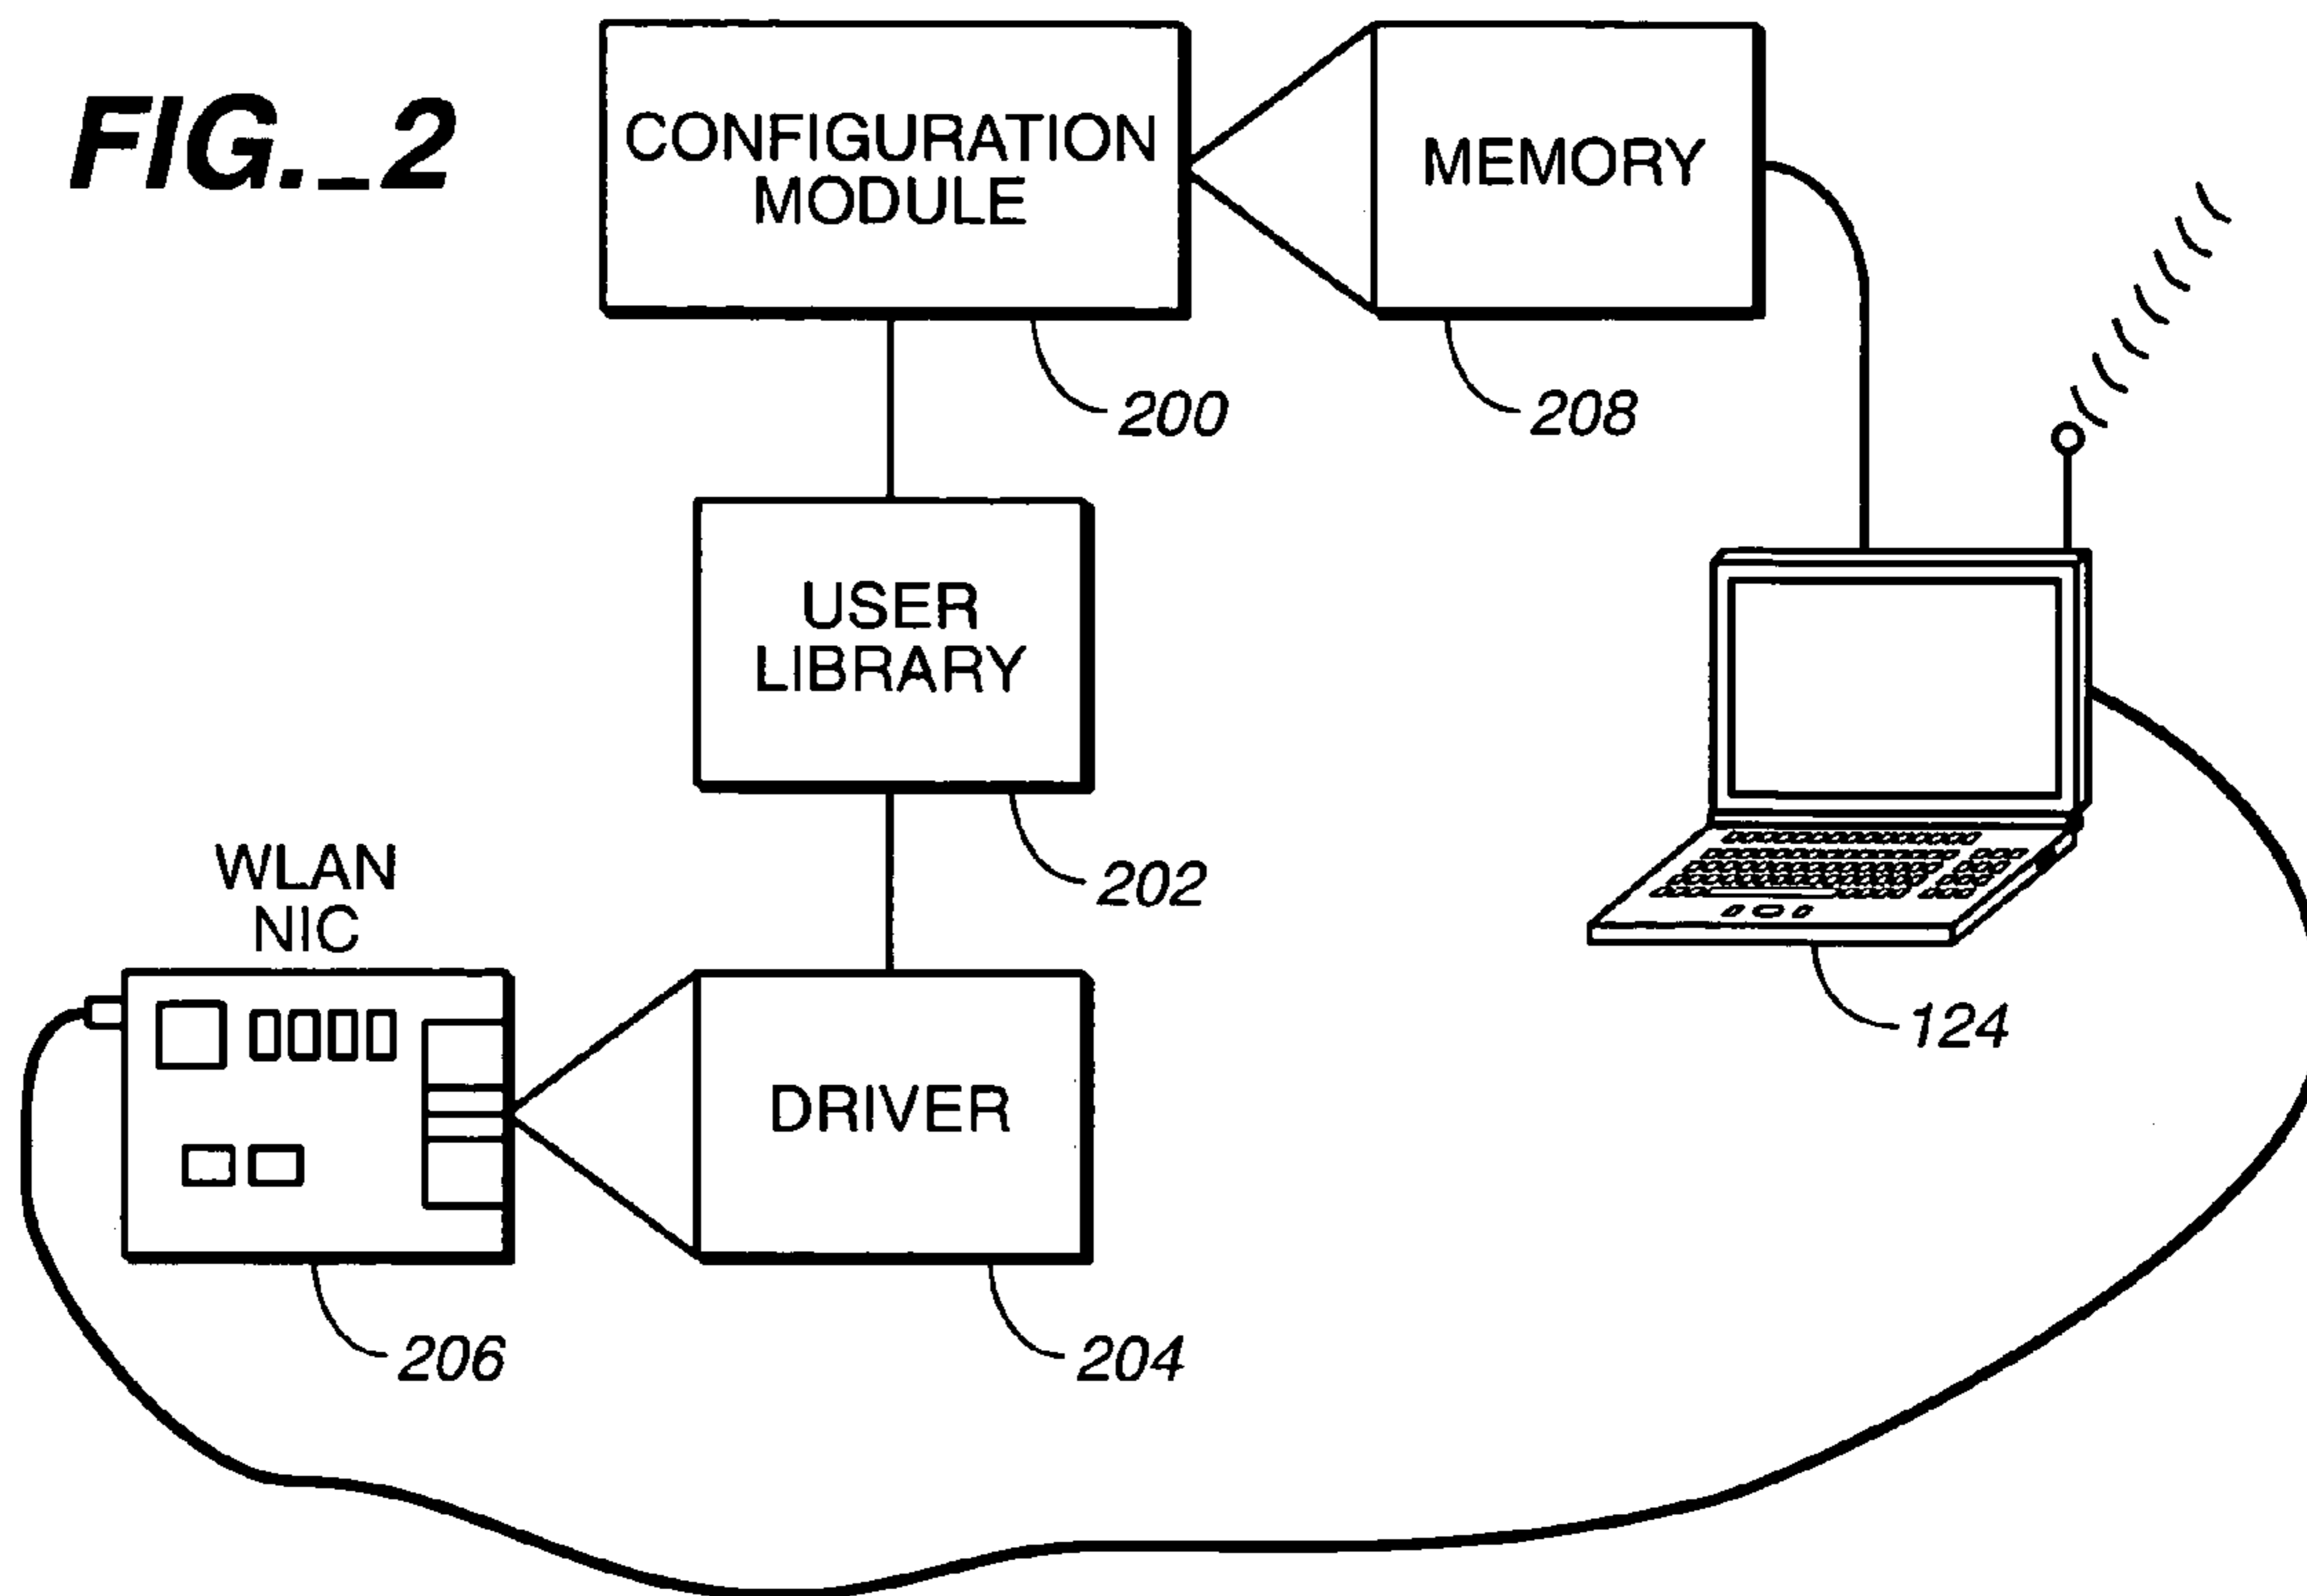 FIG._2
CONFIGURATION
MODULE
MEMORY
200
208
USER
LIBRARY
202
WLAN
NIC
124
DRIVER
206
204